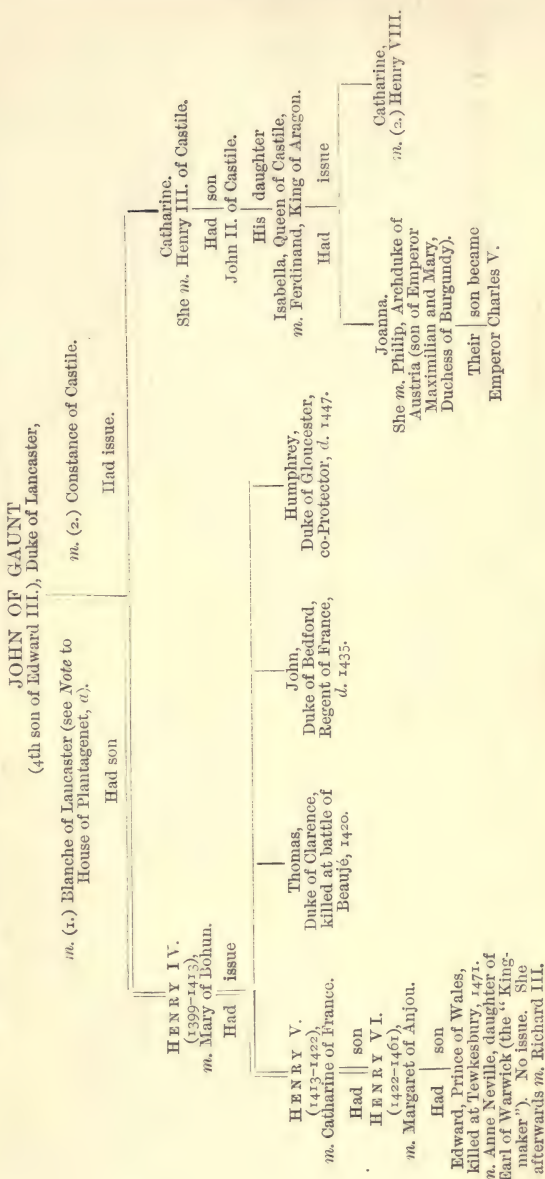 JOHN OF GAUNT
(4th son of Edward III.), Duke of Lancaster,
m. (1.) Blanche of Lancaster (see Note to
House of Plantagenet, a).
Had son
m. (2.) Constance of Castile.
Had issue.
HENRY IV.
(1399-1413),
m. Mary of Bohun.
Had issue
Catharine.
She m. Henry III. of Castile.
Had son
John II. of Castile.
His daughter
Isabella, Queen of Castile,
m. Ferdinand, King of Aragon.
Had issue
HENRY V.
(1413-1422),
m. Catharine of France.
Had son
HENRY VI.
(1422-1461),
m. Margaret of Anjou.
Had son
Edward, Prince of Wales,
killed at Tewkesbury, 1471.
m. Anne Neville, daughter of
Earl of Warwick (the "King-
maker"). No issue. She
afterwards m. Richard III.
Thomas,
Duke of Clarence,
killed at battle of
Beaujé, 1420.
John,
Duke of Bedford,
Regent of France,
d. 1435.
Humphrey,
Duke of Gloucester,
co-Protector, d. 1447.
Joanna.
She m. Philip, Archduke of
Austria (son of Emperor
Maximilian and Mary,
Duchess of Burgundy).
Their son became
Emperor Charles V.
Catharine,
m. (2.) Henry VIII.